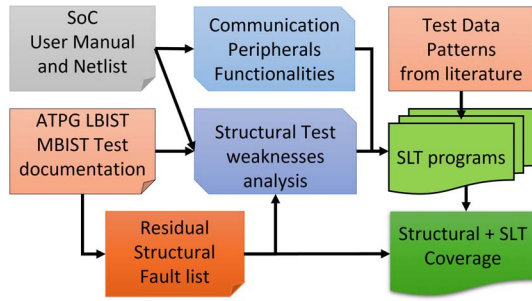 SoC
User Manual
and Netlist
Communication
Peripherals
Functionalities
Test Data
Patterns
from literature
ATPG LBIST
MBIST Test
documentation
Structural Test
weaknesses
analysis
SLT programs
Residual
Structural
Fault list
Structural + SLT
Coverage